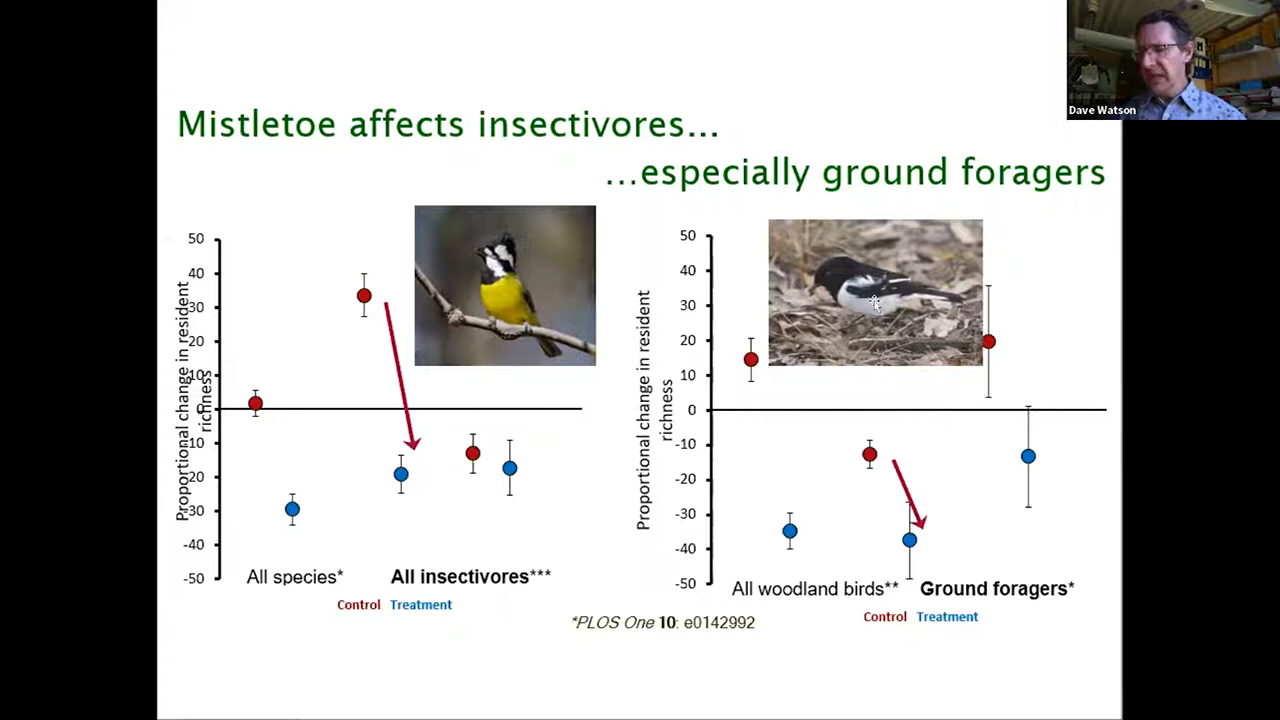 Dave Watson
Mistletoe affects insectivores...
...especially ground foragers
50
40
30
20
10
0
-10
-20
-30
-40
-50
Proportional change in resident
richness
All species*
All insectivores***
Control Treatment
50
40
30
20
10
0
-10
-20
-30
-40
-50
Proportional change in resident
richness
All woodland birds**
Ground foragers*
Control Treatment
*PLOS One 10: e0142992